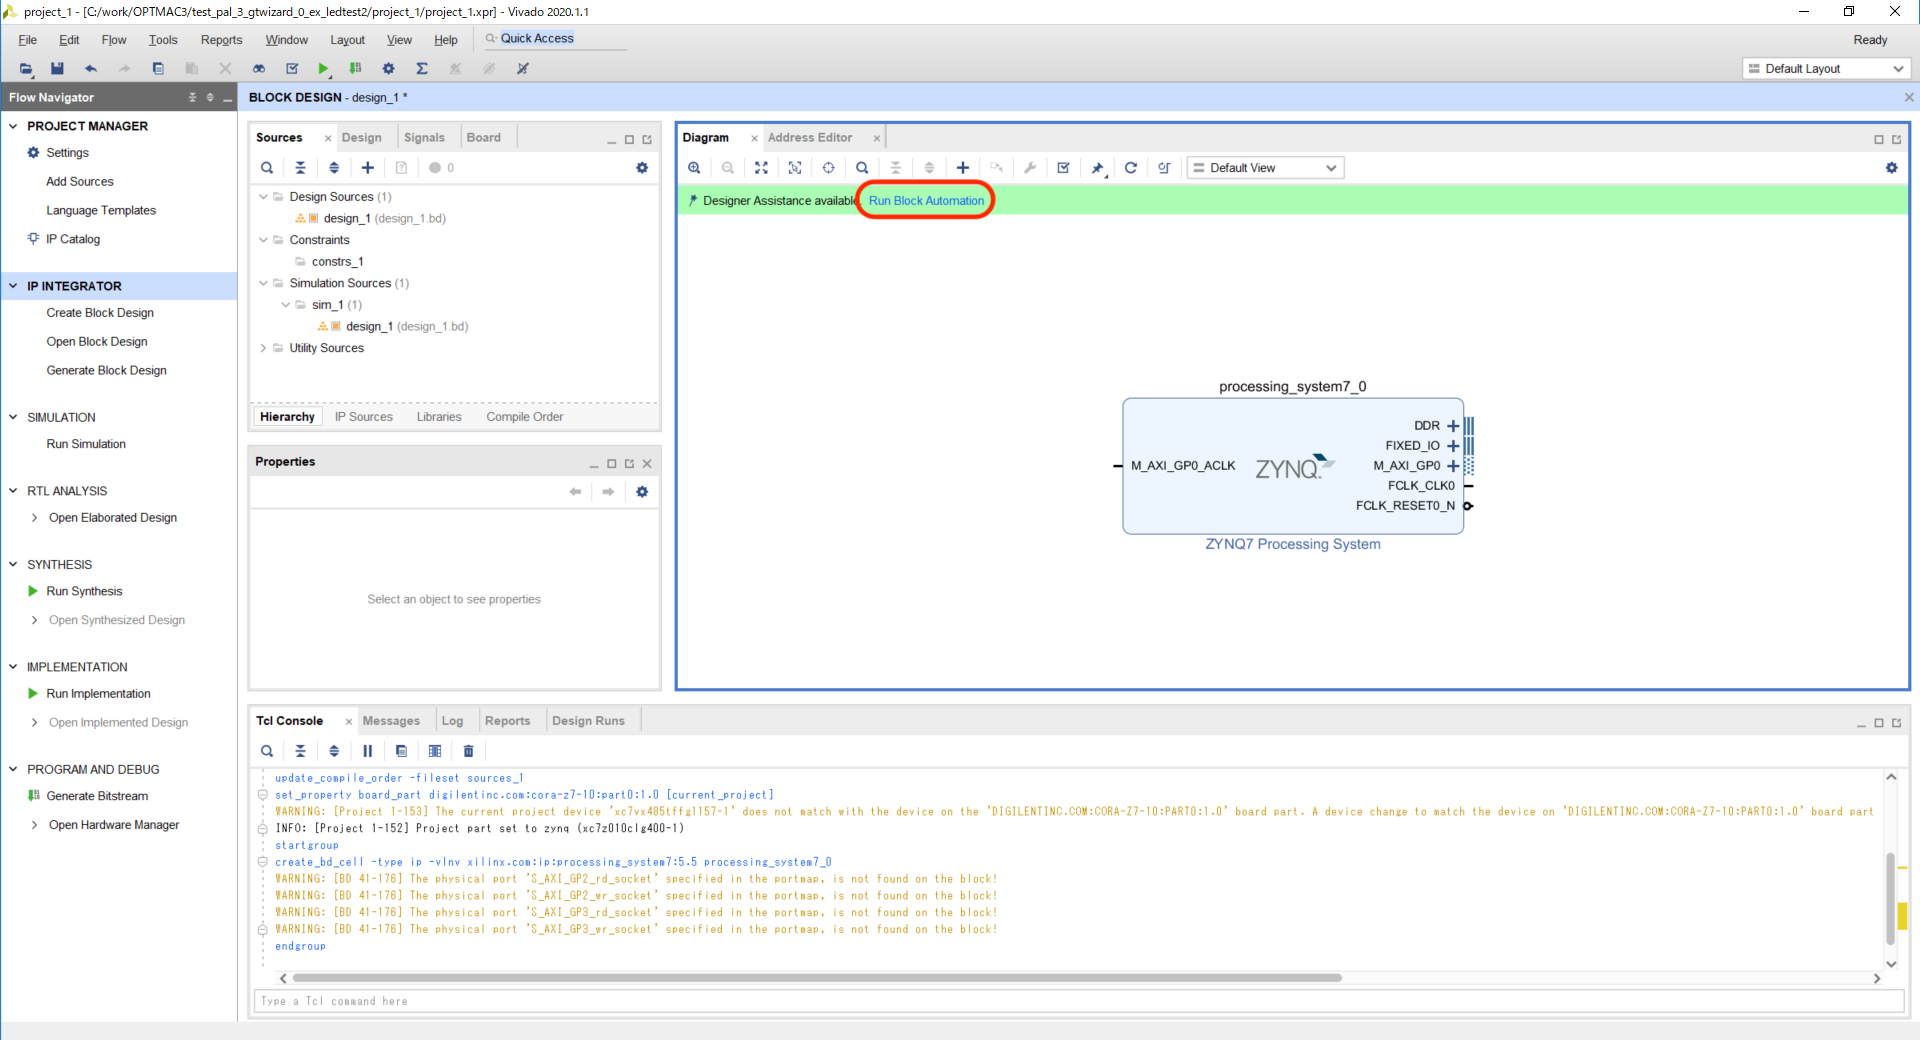 project_1 - [C:/work/OPTMAC3/test_pal_3_gtwizard_0_ex_ledtest2/project_1/project_1.xpr] - Vivado 2020.1.1
File Edit Flow Tools Reports Window Layout View Help Quick Access
Ready
Default Layout
Flow Navigator
PROJECT MANAGER
Settings
Add Sources
Language Templates
IP Catalog
IP INTEGRATOR
Create Block Design
Open Block Design
Generate Block Design
SIMULATION
Run Simulation
RTL ANALYSIS
Open Elaborated Design
SYNTHESIS
Run Synthesis
Open Synthesized Design
IMPLEMENTATION
Run Implementation
Open Implemented Design
PROGRAM AND DEBUG
Generate Bitstream
Open Hardware Manager
BLOCK DESIGN - design_1 *
Sources Design Signals Board
0
Design Sources (1)
design_1 (design_1.bd)
Constraints
constrs_1
Simulation Sources (1)
sim_1 (1)
design_1 (design_1.bd)
Utility Sources
Hierarchy IP Sources Libraries Compile Order
Properties
Select an object to see properties
Diagram Address Editor
Default View
Designer Assistance available. Run Block Automation
processing_system7_0
DDR
FIXED_IO
M_AXI_GP0_ACLK ZYNQ. M_AXI_GP0
FCLK_CLK0
FCLK_RESET0_N
ZYNQ7 Processing System
Tcl Console Messages Log Reports Design Runs
update_compile_order -fileset sources_1
set_property board_part digilentinc.com:cora-z7-10:part0:1.0 [current_project]
WARNING: [Project 1-153] The current project device 'xc7vx485tffg1157-1' does not match with the device on the 'DIGILENTINC.COM:CORA-Z7-10:PART0:1.0' board part. A device change to match the device on 'DIGILENTINC.COM:CORA-Z7-10:PART0:1.0' board part
INFO: [Project 1-152] Project part set to zynq (xc7z010clg400-1)
startgroup
create_bd_cell -type ip -vlnv xilinx.com:ip:processing_system7:5.5 processing_system7_0
WARNING: [BD 41-176] The physical port 'S_AXI_GP2_rd_socket' specified in the portmap, is not found on the block!
WARNING: [BD 41-176] The physical port 'S_AXI_GP2_wr_socket' specified in the portmap, is not found on the block!
WARNING: [BD 41-176] The physical port 'S_AXI_GP3_rd_socket' specified in the portmap, is not found on the block!
WARNING: [BD 41-176] The physical port 'S_AXI_GP3_wr_socket' specified in the portmap, is not found on the block!
endgroup
Type a Tcl command here